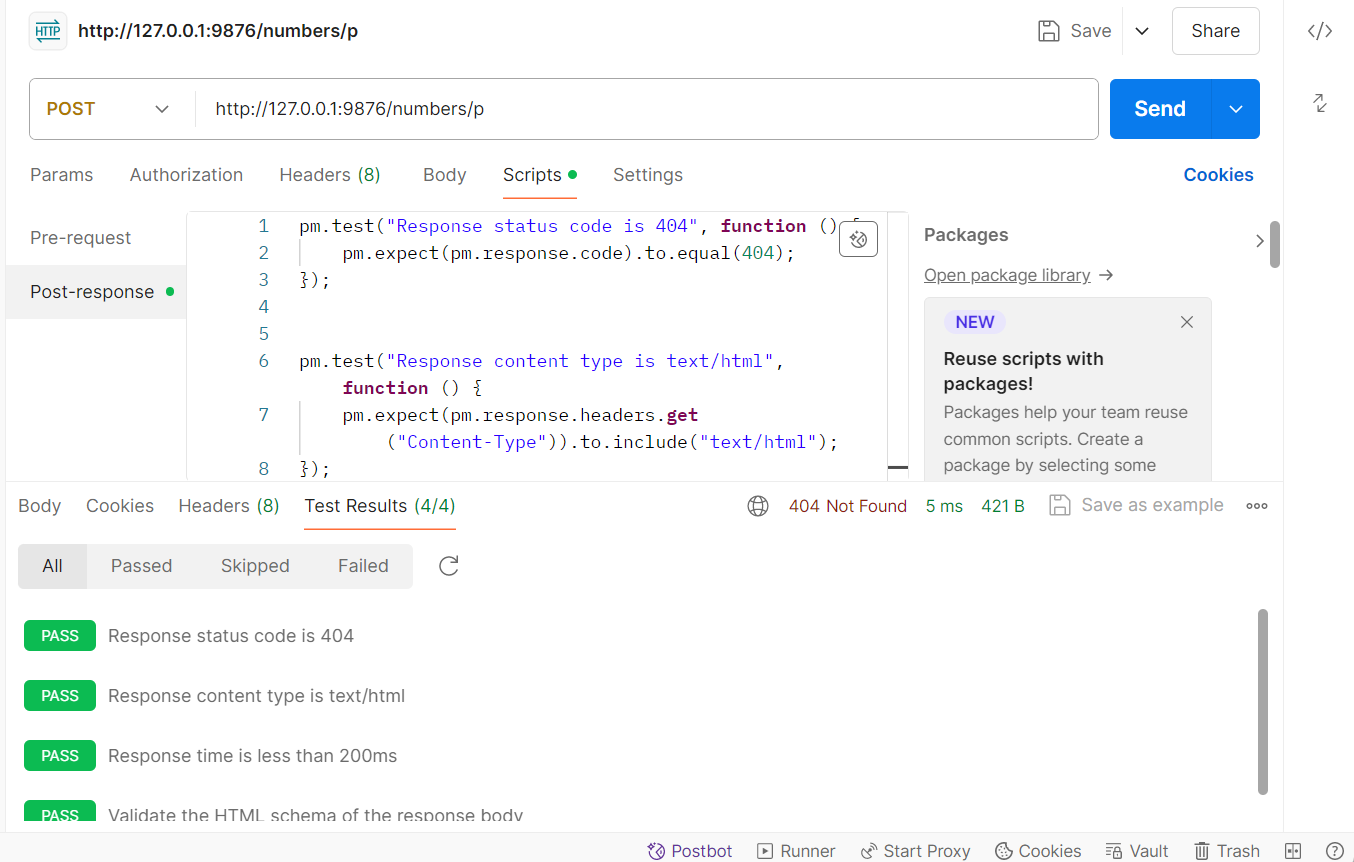 HTTP http://127.0.0.1:9876/numbers/p Save Share
POST http://127.0.0.1:9876/numbers/p Send
Params Authorization Headers (8) Body Scripts Settings Cookies
Pre-request
Post-response
1 pm.test("Response status code is 404", function () {
2 pm.expect(pm.response.code).to.equal(404);
3 });
4
5
6 pm.test("Response content type is text/html",
function () {
7 pm.expect(pm.response.headers.get
("Content-Type")).to.include("text/html");
8 });
Packages
Open package library →
NEW
Reuse scripts with
packages!
Packages help your team reuse
common scripts. Create a
package by selecting some
Body Cookies Headers (8) Test Results (4/4) 404 Not Found 5 ms 421 B Save as example
All Passed Skipped Failed
PASS Response status code is 404
PASS Response content type is text/html
PASS Response time is less than 200ms
PASS Validate the HTML schema of the response body
Postbot Runner Start Proxy Cookies Vault Trash